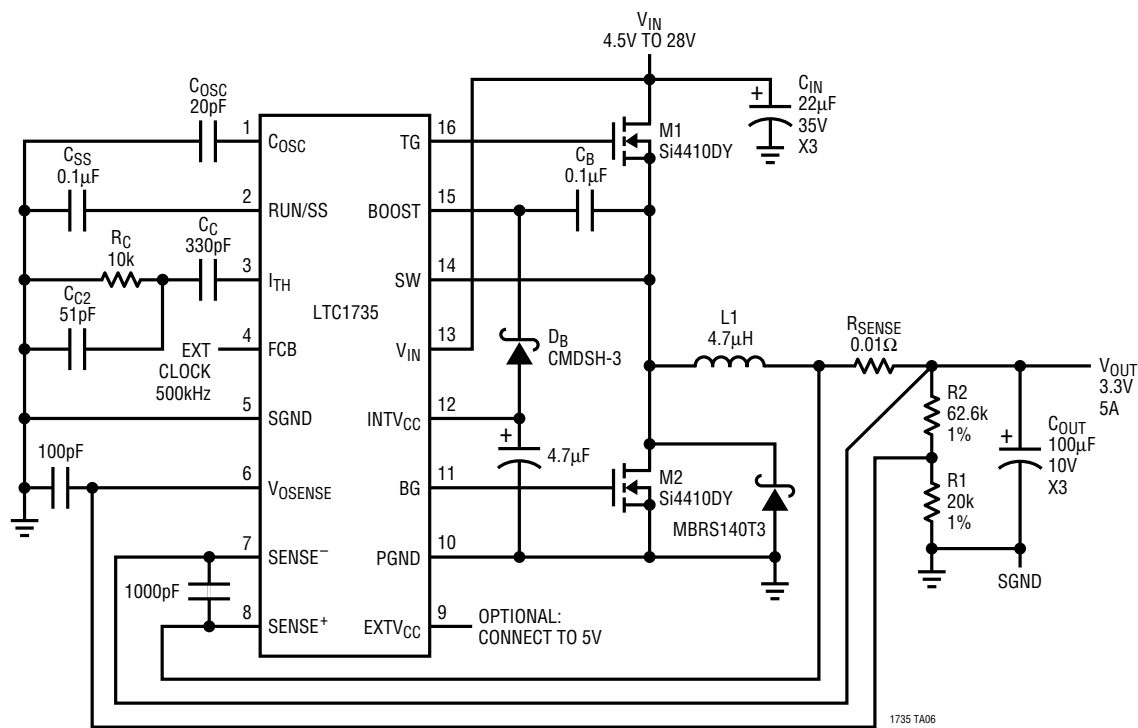 VIN
4.5V TO 28V
COSC
20pF
CIN
22µF
35V
X3
1
COSC
TG
16
M1
Si4410DY
CSS
0.1µF
CB
0.1µF
2
RUN/SS
BOOST
15
RC
10k
CC
330pF
3
ITH
SW
14
CC2
51pF
LTC1735
L1
4.7µH
RSENSE
0.01Ω
EXT
CLOCK
500kHz
4
FCB
VIN
13
DB
CMDSH-3
VOUT
3.3V
5A
R2
62.6k
1%
5
SGND
INTVCC
12
COUT
100µF
10V
X3
100pF
4.7µF
6
VOSENSE
BG
11
M2
Si4410DY
R1
20k
1%
MBRS140T3
7
SENSE−
PGND
10
SGND
1000pF
8
SENSE+
EXTVCC
9
OPTIONAL:
CONNECT TO 5V
1735 TA06